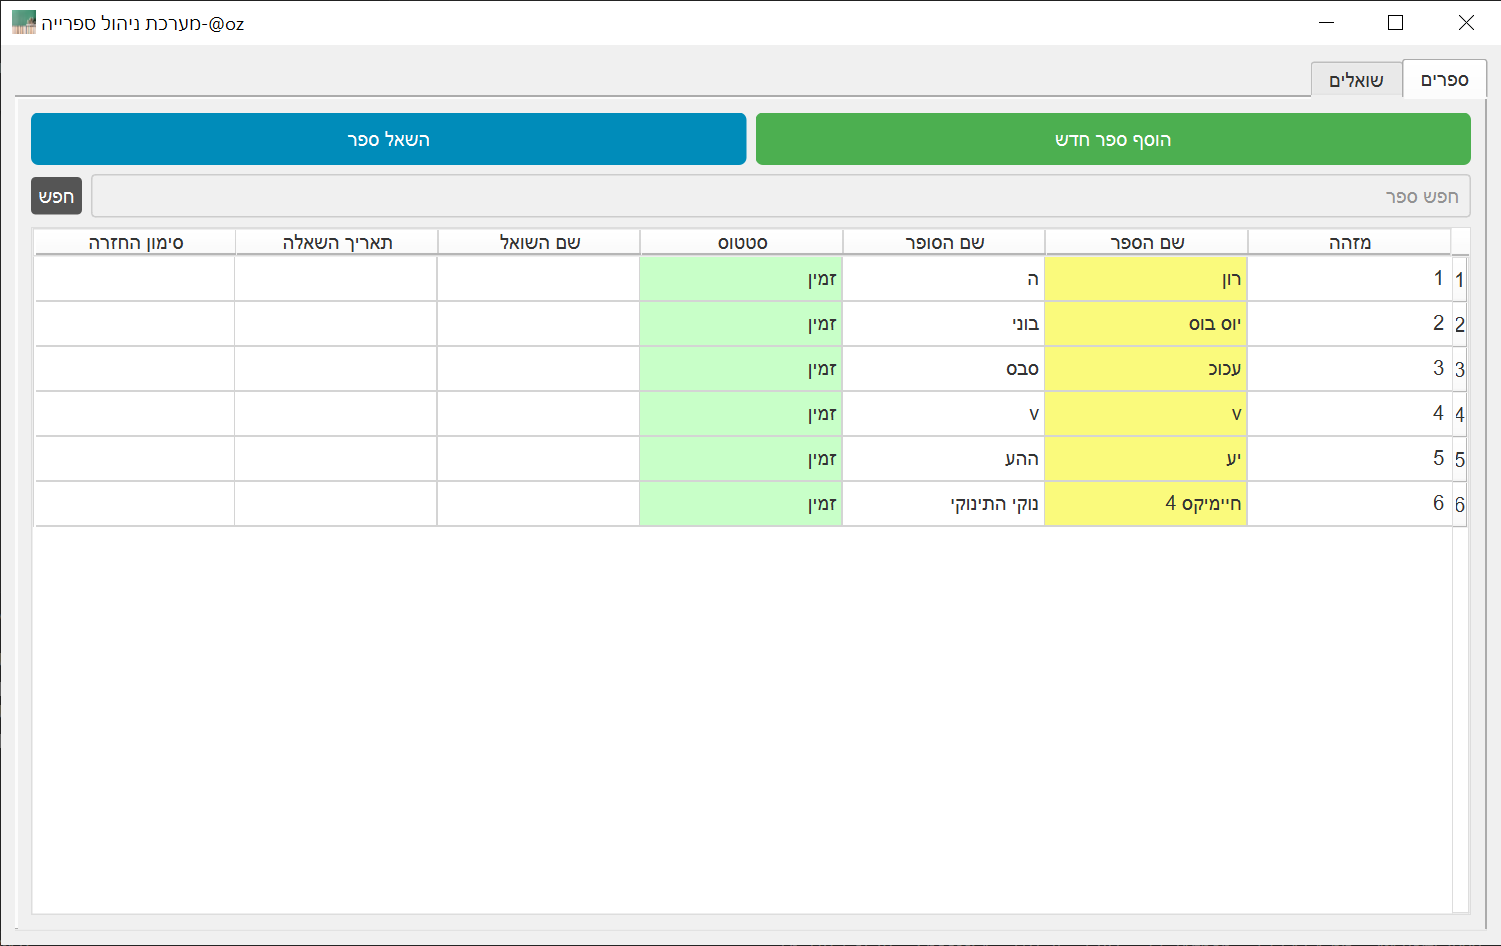 מערכת ניהול ספרייה-@oz
ספרים שואלים
הוסף ספר חדש השאל ספר
חפש ספר חפש
מזהה שם הספר שם הסופר סטטוס שם השואל תאריך השאלה סימון החזרה
1 1 רון ה זמין
2 2 יוס בוס בוני זמין
3 3 עכוכ סבס זמין
4 4 v v זמין
5 5 יע ההע זמין
6 6 חיימיקס 4 נוקי התינוקי זמין